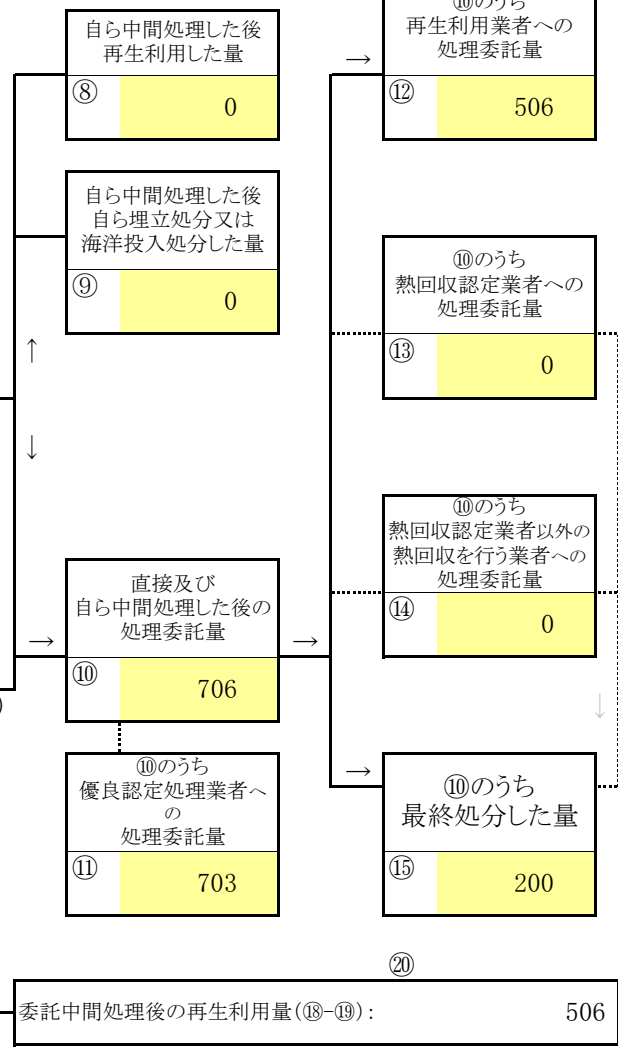 自ら中間処理した後
再生利用した量
⑧
0
自ら中間処理した後
自ら埋立処分又は
海洋投入処分した量
⑨
0
↑
↓
直接及び
自ら中間処理した後の
処理委託量
→
⑩
706
→
⑩のうち
優良認定処理業者へ
の
処理委託量
⑪
703
⑩のうち
再生利用業者への
処理委託量
→
⑫
506
⑩のうち
熱回収認定業者への
処理委託量
⑬
0
⑩のうち
熱回収認定業者以外の
熱回収を行う業者への
処理委託量
⑭
0
↓
→
⑩のうち
最終処分した量
⑮
200
⑳
委託中間処理後の再生利用量(⑱-⑲): 506